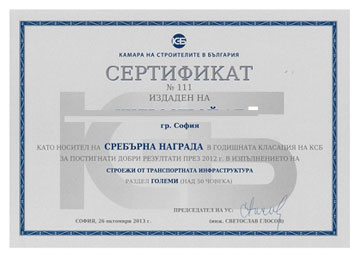 КСБ
КАМАРА НА СТРОИТЕЛИТЕ В БЪЛГАРИЯ
СЕРТИФИКАТ
№ 111
ИЗДАДЕН НА
гр. София
КАТО НОСИТЕЛ НА СРЕБЪРНА НАГРАДА В ГОДИШНАТА КЛАСАЦИЯ НА КСБ
ЗА ПОСТИГНАТИ ДОБРИ РЕЗУЛТАТИ ПРЕЗ 2012 г. В ИЗПЪЛНЕНИЕТО НА
СТРОЕЖИ ОТ ТРАНСПОРТНАТА ИНФРАСТРУКТУРА
РАЗДЕЛ ГОЛЕМИ (НАД 50 ЧОВЕКА)
ПРЕДСЕДАТЕЛ НА УС:
СОФИЯ, 26 октомври 2013 г.
(инж. СВЕТОСЛАВ ГЛОСОВ)